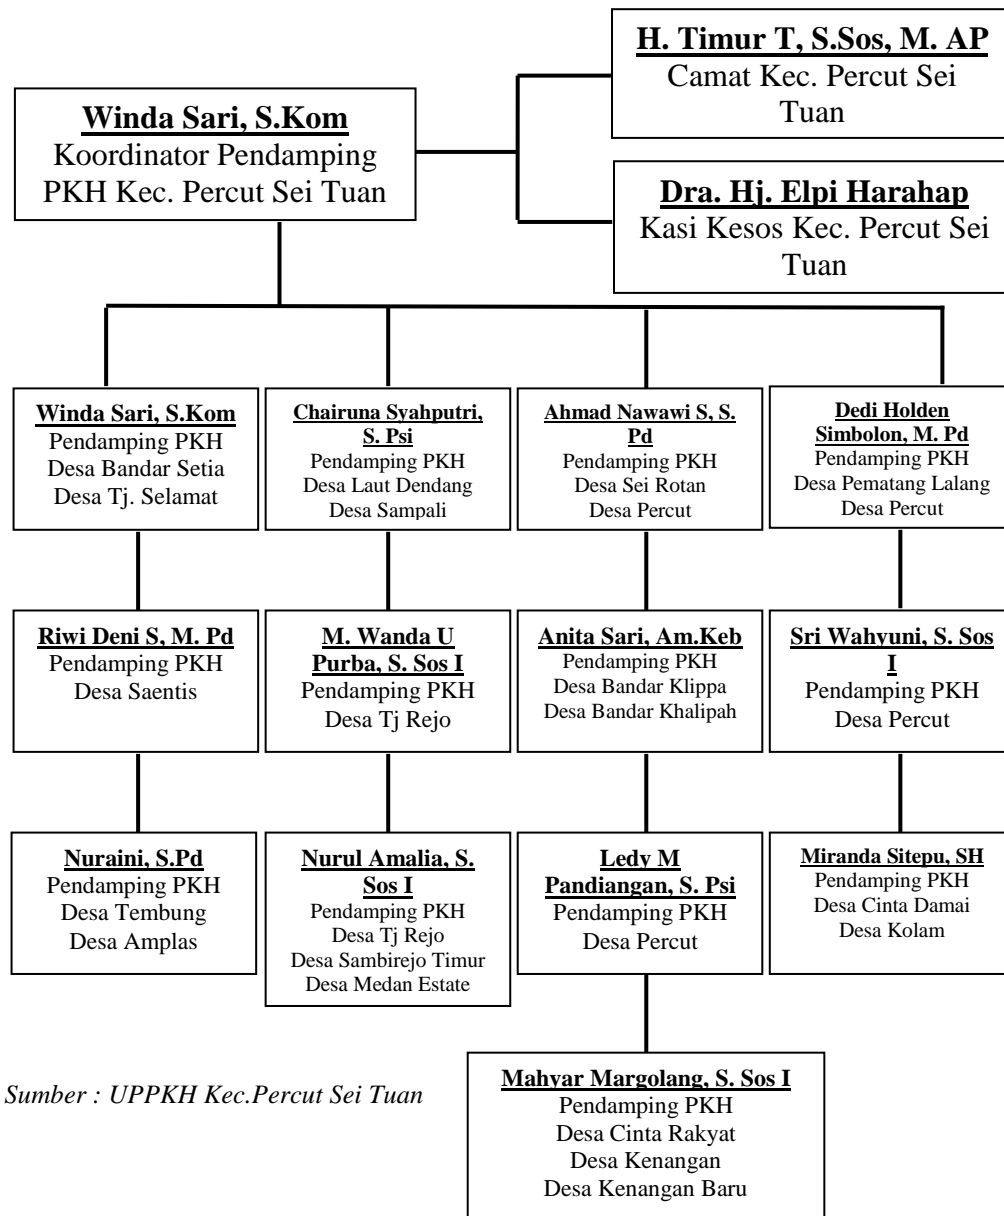 H. Timur T, S.Sos, M. AP
Camat Kec. Percut Sei
Tuan
Winda Sari, S.Kom
Koordinator Pendamping
PKH Kec. Percut Sei Tuan
Dra. Hj. Elpi Harahap
Kasi Kesos Kec. Percut Sei
Tuan
Winda Sari, S.Kom
Pendamping PKH
Desa Bandar Setia
Desa Tj. Selamat
Chairuna Syahputri,
S. Psi
Pendamping PKH
Desa Laut Dendang
Desa Sampali
Ahmad Nawawi S, S.
Pd
Pendamping PKH
Desa Sei Rotan
Desa Percut
Dedi Holden
Simbolon, M. Pd
Pendamping PKH
Desa Pematang Lalang
Desa Percut
Riwi Deni S, M. Pd
Pendamping PKH
Desa Saentis
M. Wanda U
Purba, S. Sos I
Pendamping PKH
Desa Tj Rejo
Anita Sari, Am.Keb
Pendamping PKH
Desa Bandar Klippa
Desa Bandar Khalipah
Sri Wahyuni, S. Sos
I
Pendamping PKH
Desa Percut
Nuraini, S.Pd
Pendamping PKH
Desa Tembung
Desa Amplas
Nurul Amalia, S.
Sos I
Pendamping PKH
Desa Tj Rejo
Desa Sambirejo Timur
Desa Medan Estate
Ledy M
Pandiangan, S. Psi
Pendamping PKH
Desa Percut
Miranda Sitepu, SH
Pendamping PKH
Desa Cinta Damai
Desa Kolam
Mahyar Margolang, S. Sos I
Pendamping PKH
Desa Cinta Rakyat
Desa Kenangan
Desa Kenangan Baru
Sumber : UPPKH Kec.Percut Sei Tuan